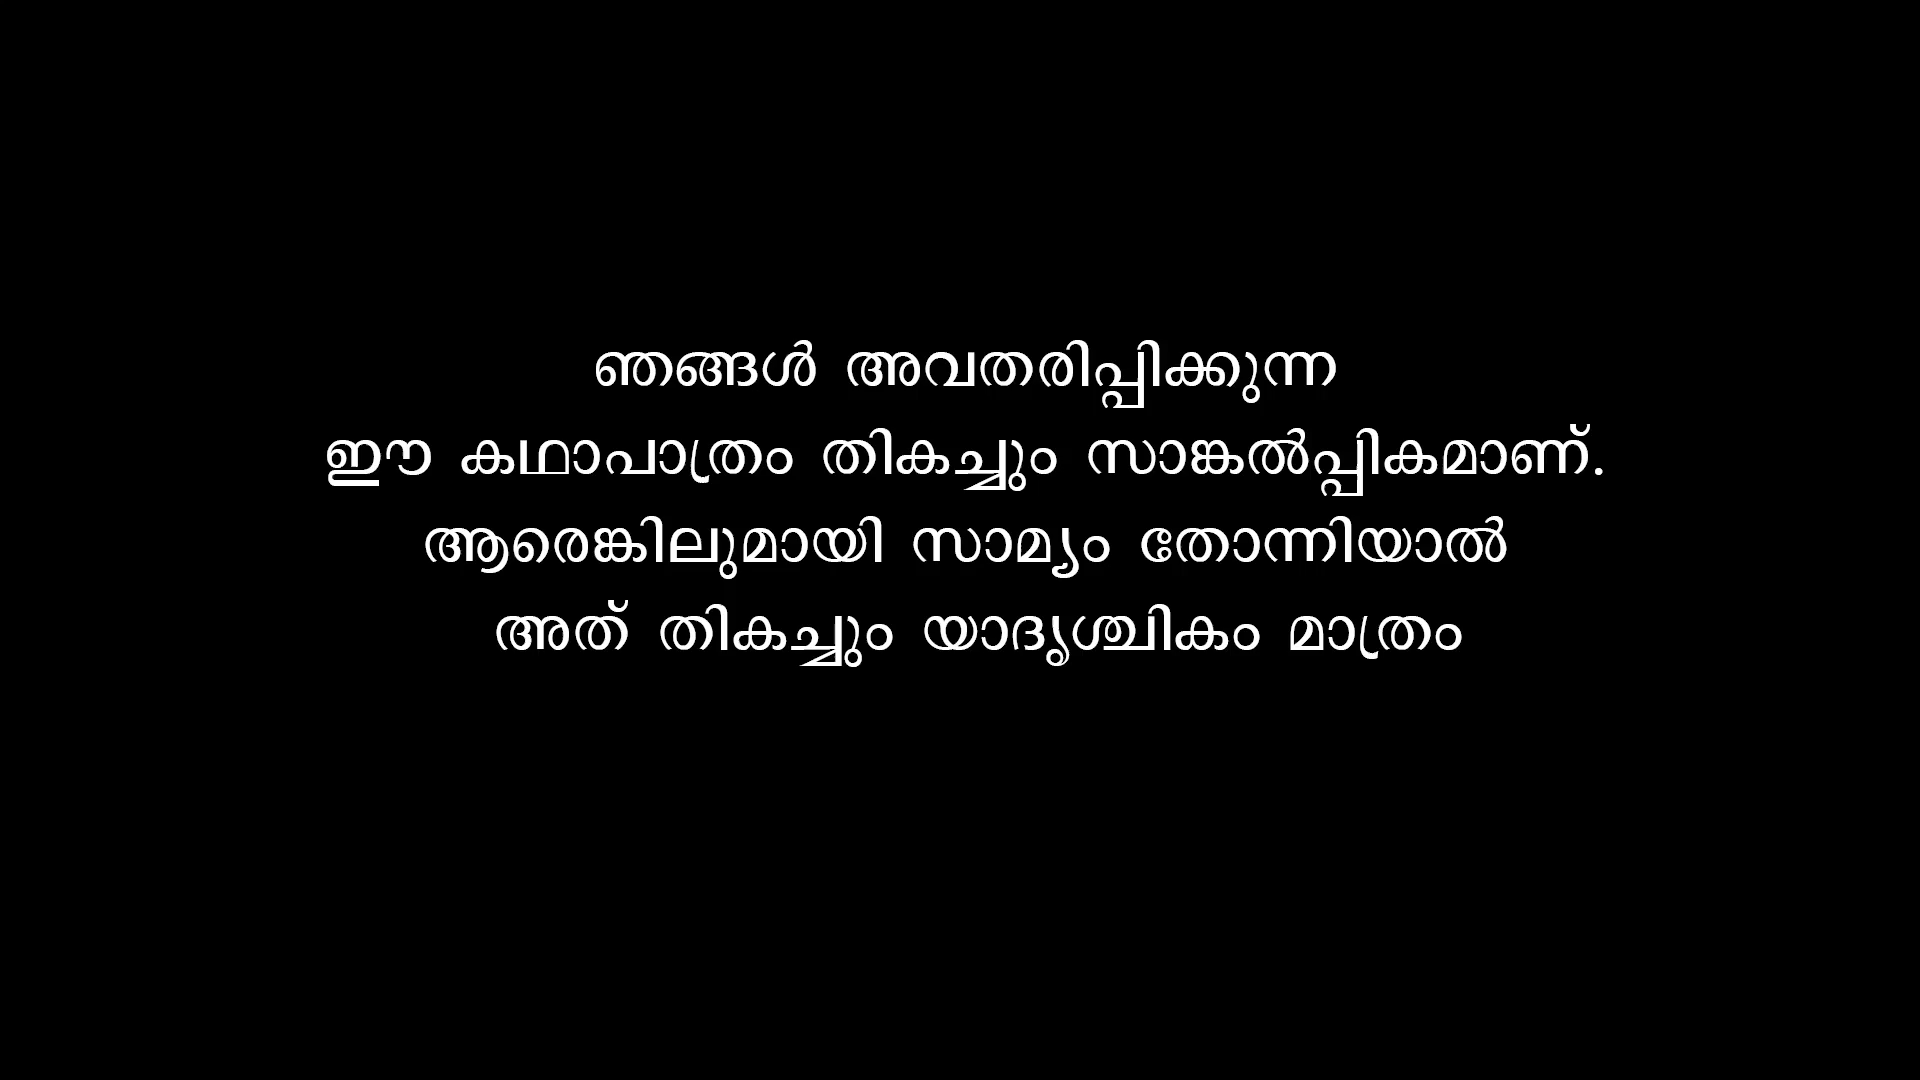 ഞങ്ങൾ അവതരിപ്പിക്കുന്ന
ഈ കഥാപാത്രം തികച്ചും സാങ്കൽപ്പികമാണ്.
ആരെങ്കിലുമായി സാമ്യം തോന്നിയാൽ
അത് തികച്ചും യാദൃശ്ചികം മാത്രം